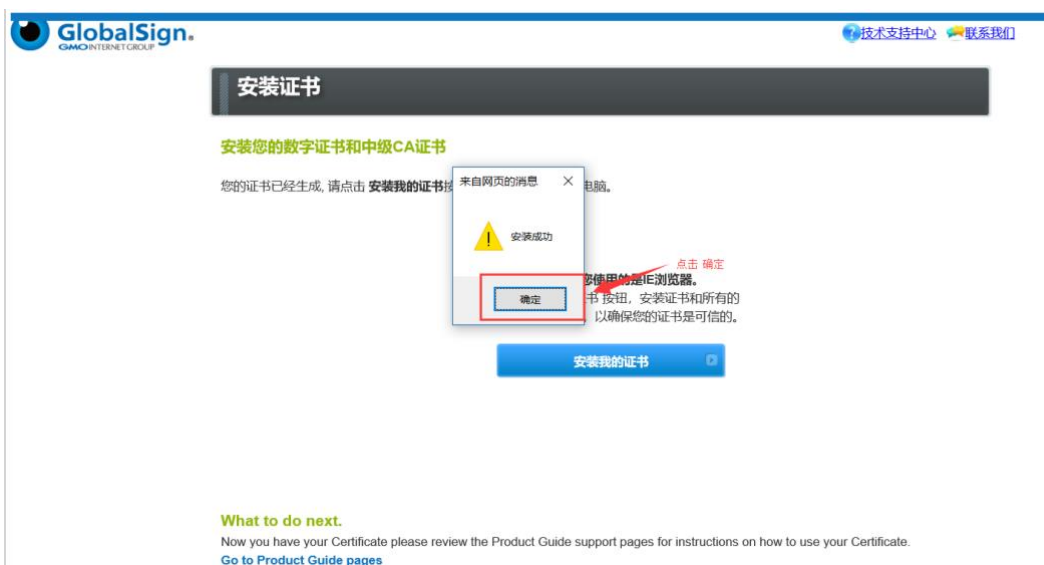 GlobalSign.
GMO INTERNET GROUP
技术支持中心 联系我们
安装证书
安装您的数字证书和中级CA证书
您的证书已经生成, 请点击 安装我的证书 电脑。
来自网页的消息
安装成功
点击 确定
确定
您使用的是IE浏览器。
书 按钮，安装证书和所有的
以确保您的证书是可信的。
安装我的证书
What to do next.
Now you have your Certificate please review the Product Guide support pages for instructions on how to use your Certificate.
Go to Product Guide pages